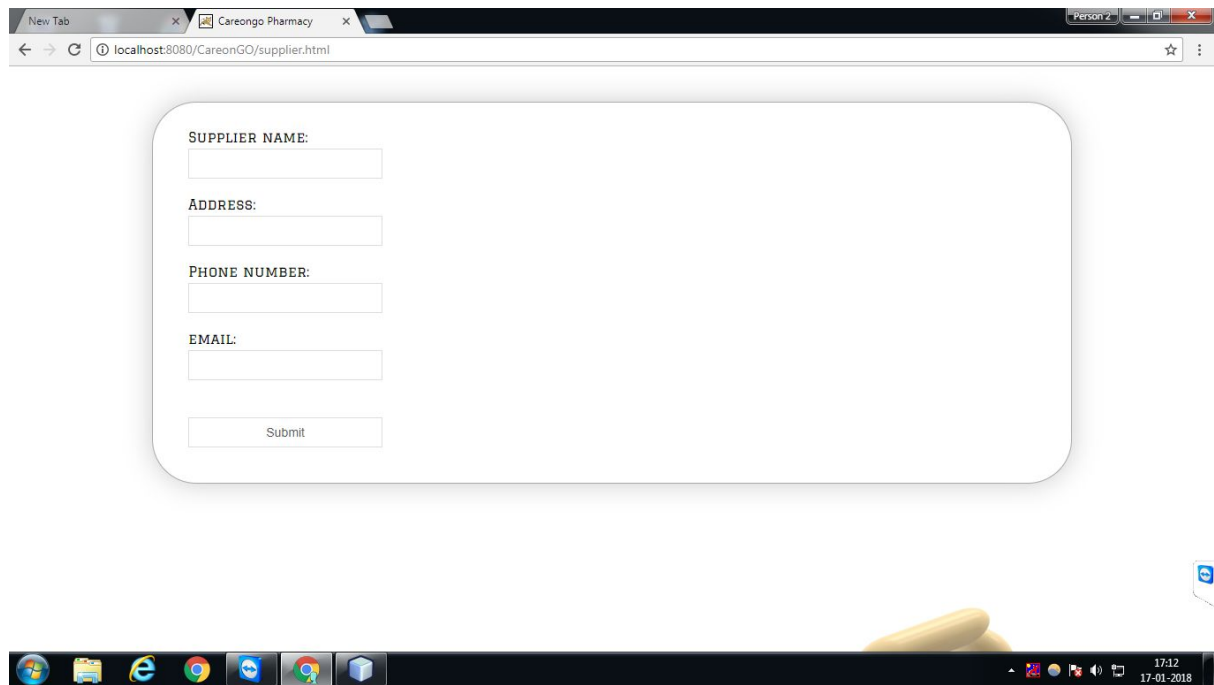 New Tab
Careongo Pharmacy
Person 2
localhost:8080/CareonGO/supplier.html
Supplier name:
Address:
Phone number:
email:
Submit
17:12
17-01-2018